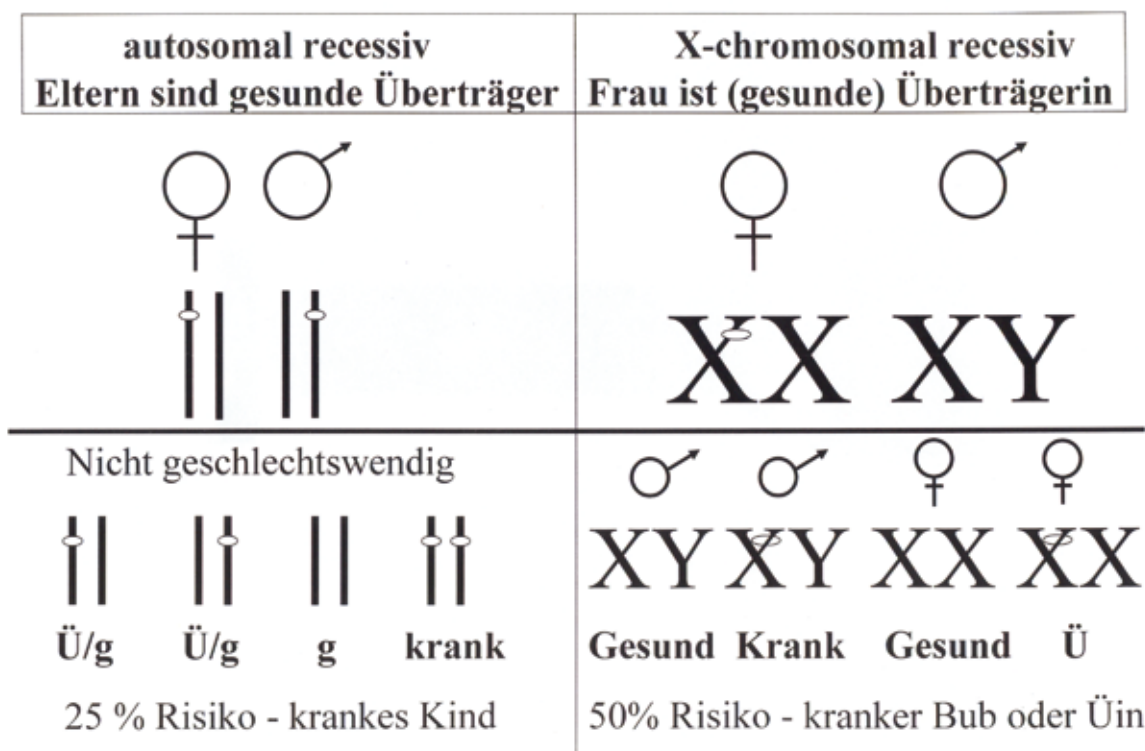 autosomal recessiv
Eltern sind gesunde Überträger
X-chromosomal recessiv
Frau ist (gesunde) Überträgerin
XX XY
Nicht geschlechtswendig
Ü/g Ü/g g krank
25 % Risiko - krankes Kind
XY XY XX XX
Gesund Krank Gesund Ü
50% Risiko - kranker Bub oder Üin